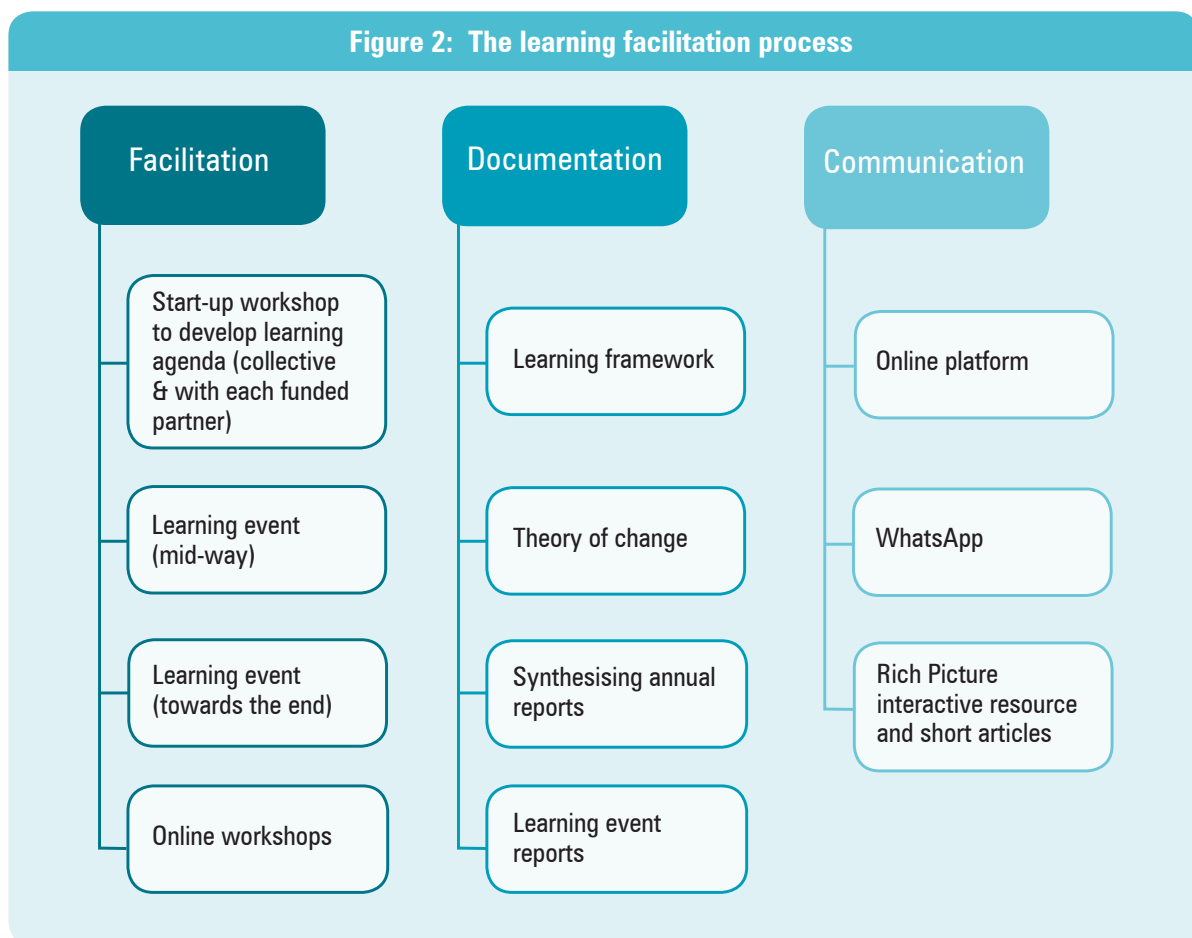 Figure 2:  The learning facilitation process
Facilitation
Start-up workshop
to develop learning
agenda (collective
& with each funded
partner)
Learning event
(mid-way)
Learning event
(towards the end)
Online workshops
Documentation
Learning framework
Theory of change
Synthesising annual
reports
Learning event
reports
Communication
Online platform
WhatsApp
Rich Picture
interactive resource
and short articles